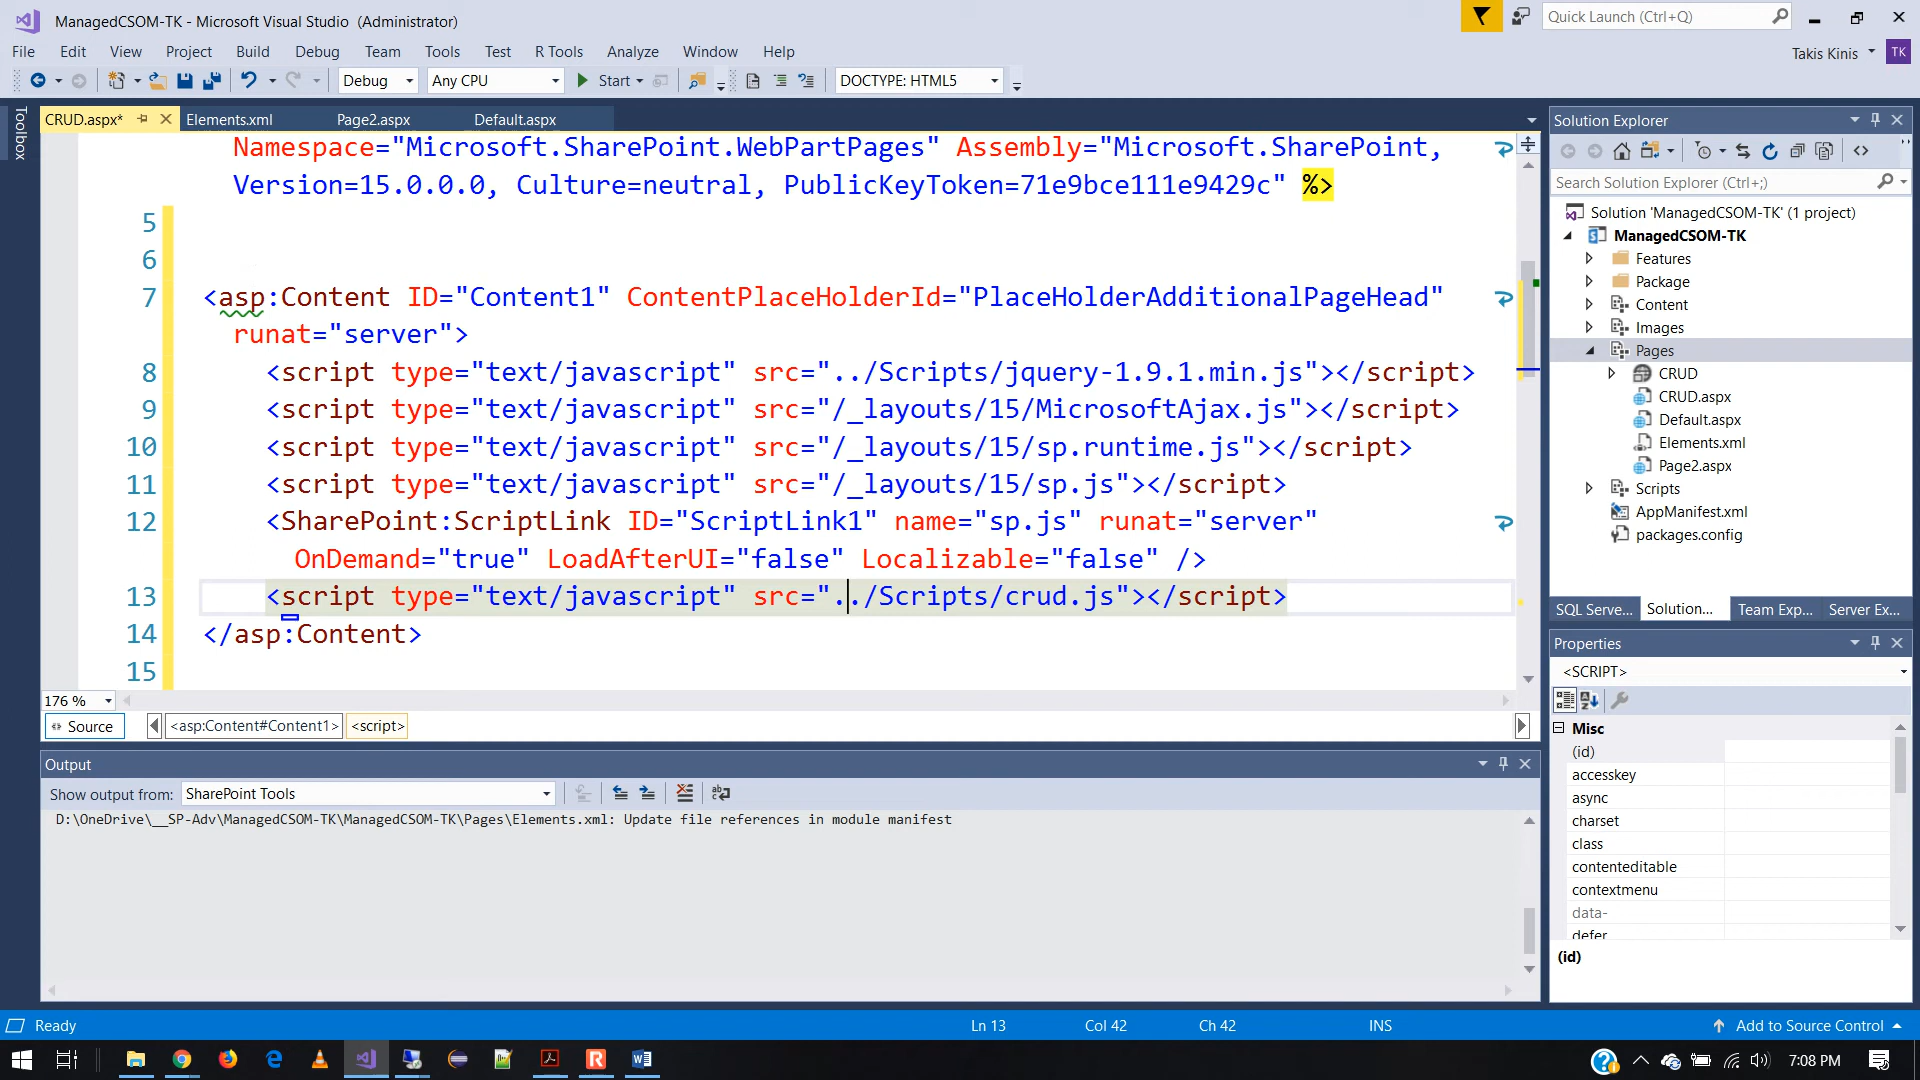 ManagedCSOM-TK - Microsoft Visual Studio (Administrator)
Quick Launch (Ctrl+Q)
File Edit View Project Build Debug Team Tools Test R Tools Analyze Window Help
Takis Kinis TK
Debug Any CPU Start DOCTYPE: HTML5
Toolbox
CRUD.aspx* Elements.xml Page2.aspx Default.aspx
Namespace="Microsoft.SharePoint.WebPartPages" Assembly="Microsoft.SharePoint,
Version=15.0.0.0, Culture=neutral, PublicKeyToken=71e9bce111e9429c" %>
5
6
7 <asp:Content ID="Content1" ContentPlaceHolderId="PlaceHolderAdditionalPageHead"
runat="server">
8 <script type="text/javascript" src="../Scripts/jquery-1.9.1.min.js"></script>
9 <script type="text/javascript" src="/_layouts/15/MicrosoftAjax.js"></script>
10 <script type="text/javascript" src="/_layouts/15/sp.runtime.js"></script>
11 <script type="text/javascript" src="/_layouts/15/sp.js"></script>
12 <SharePoint:ScriptLink ID="ScriptLink1" name="sp.js" runat="server"
OnDemand="true" LoadAfterUI="false" Localizable="false" />
13 <script type="text/javascript" src="../Scripts/crud.js"></script>
14 </asp:Content>
15
176 %
Source <asp:Content#Content1> <script>
Output
Show output from: SharePoint Tools
D:\OneDrive\__SP-Adv\ManagedCSOM-TK\ManagedCSOM-TK\Pages\Elements.xml: Update file references in module manifest
Solution Explorer
Search Solution Explorer (Ctrl+;)
Solution 'ManagedCSOM-TK' (1 project)
ManagedCSOM-TK
Features
Package
Content
Images
Pages
CRUD
CRUD.aspx
Default.aspx
Elements.xml
Page2.aspx
Scripts
AppManifest.xml
packages.config
SQL Serve... Solution... Team Exp... Server Ex...
Properties
<SCRIPT>
Misc
(id)
accesskey
async
charset
class
contenteditable
contextmenu
data-
defer
(id)
Ready Ln 13 Col 42 Ch 42 INS Add to Source Control
7:08 PM